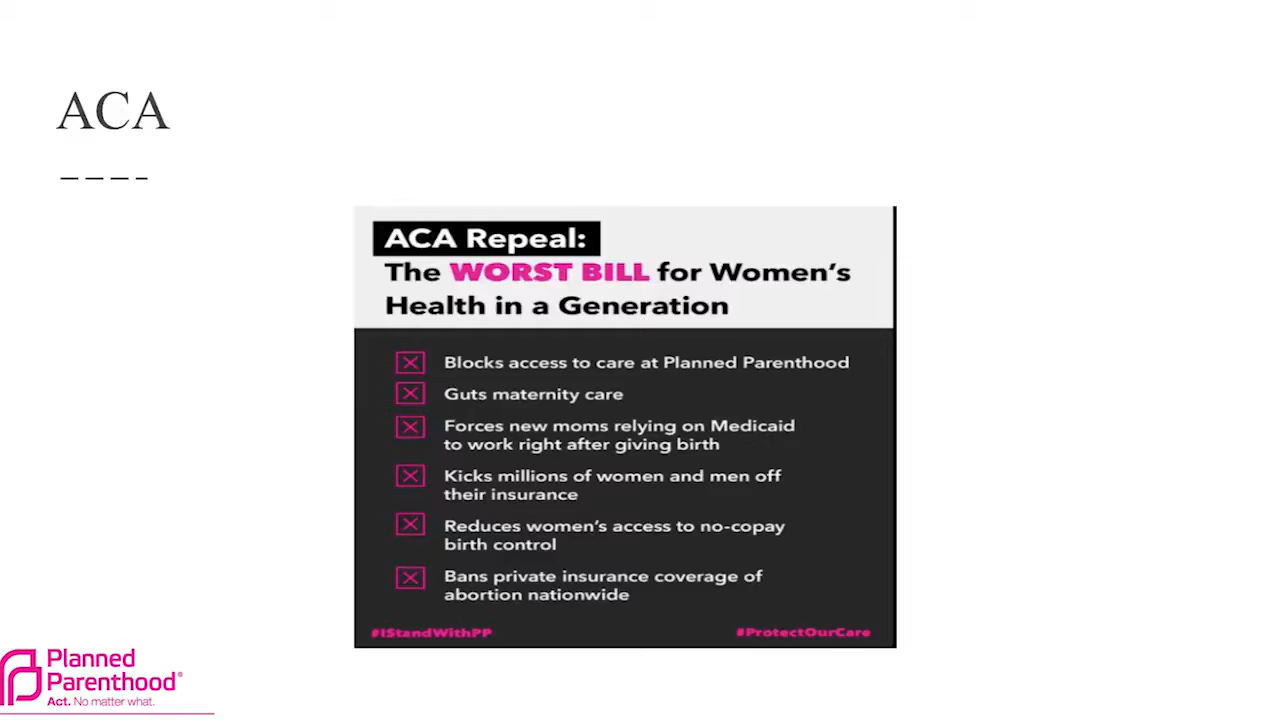 ACA
ACA Repeal:
The WORST BILL for Women's
Health in a Generation
Blocks access to care at Planned Parenthood
Guts maternity care
Forces new moms relying on Medicaid
to work right after giving birth
Kicks millions of women and men off
their insurance
Reduces women's access to no-copay
birth control
Bans private insurance coverage of
abortion nationwide
#IStandWithPP
#ProtectOurCare
Planned
Parenthood®
Act. No matter what.